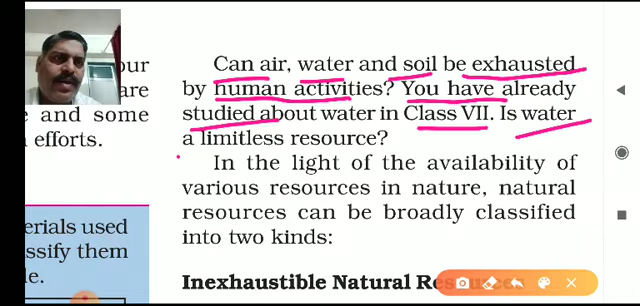 our
are
and some
efforts.
erials used
assify them
le.
Can air, water and soil be exhausted
by human activities? You have already
studied about water in Class VII. Is water
a limitless resource?
In the light of the availability of
various resources in nature, natural
resources can be broadly classified
into two kinds:
Inexhaustible Natural